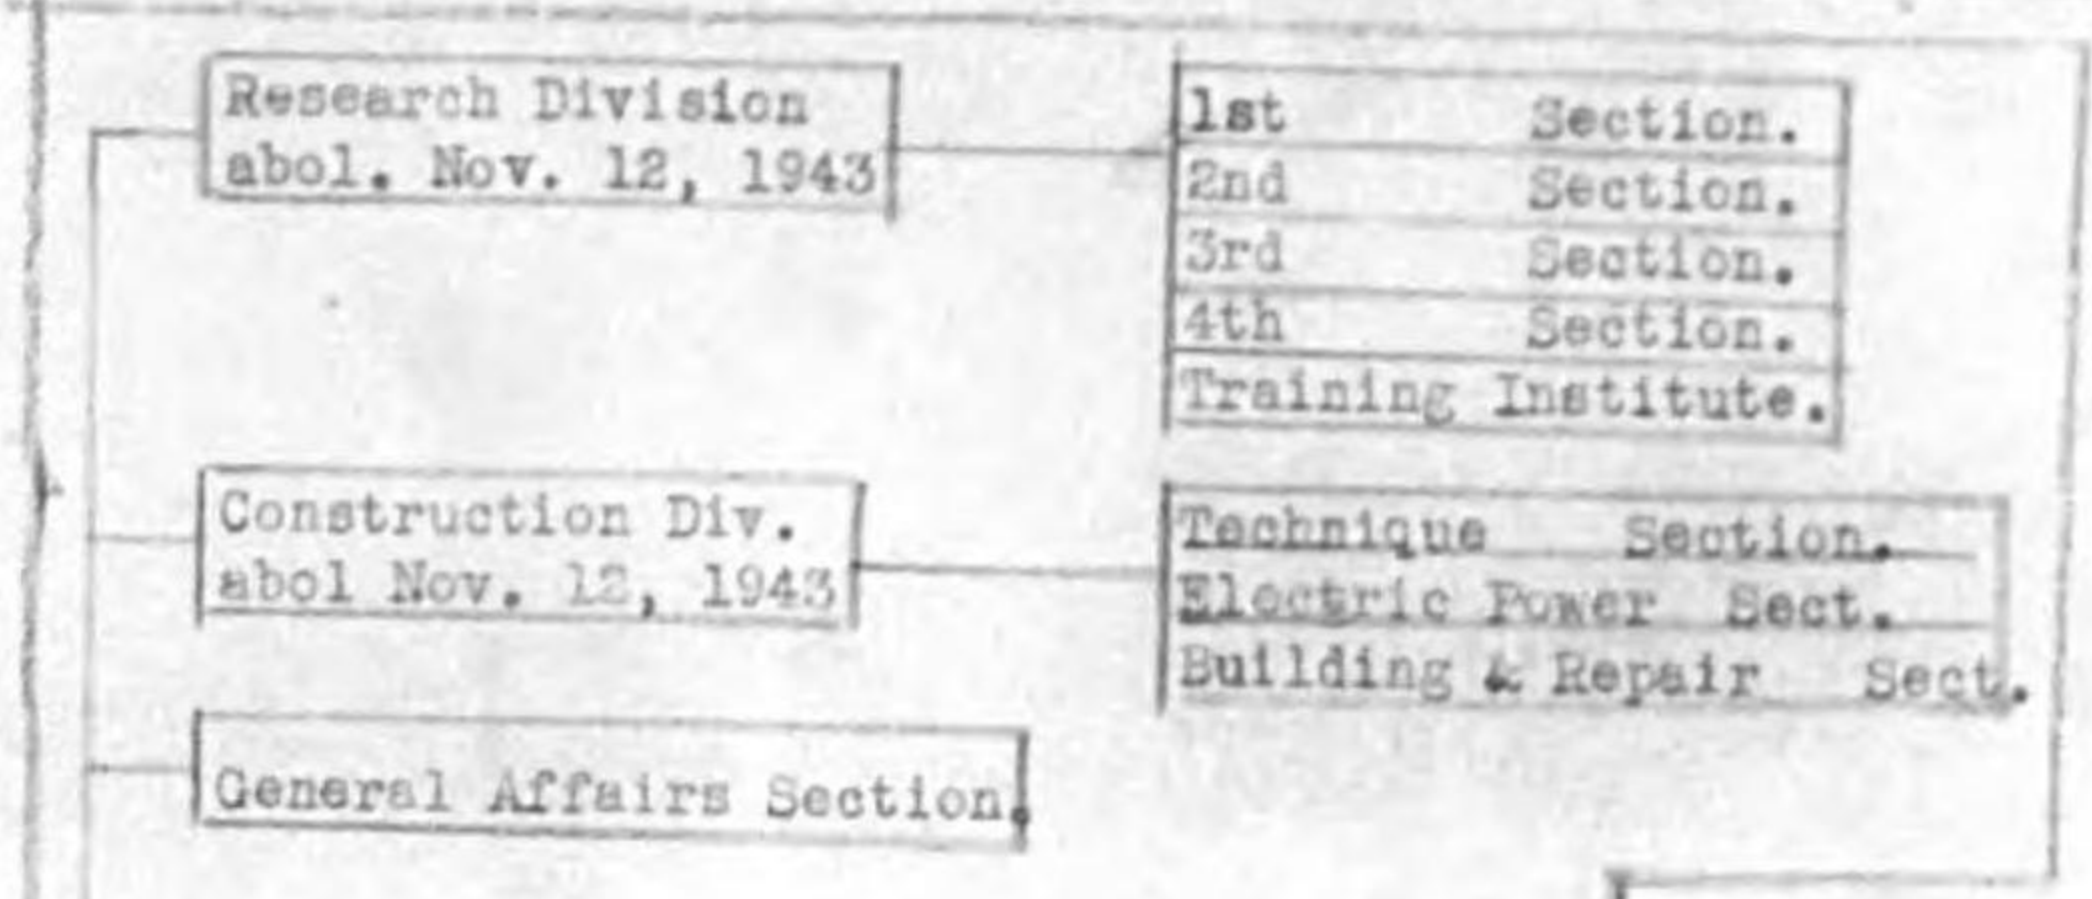 Research Division
abol. Nov. 12, 1943
1st Section.
2nd Section.
3rd Section.
4th Section.
Training Institute.
Construction Div.
abol Nov. 12, 1943
Technique Section.
Electric Power Sect.
Building & Repair Sect.
General Affairs Section.